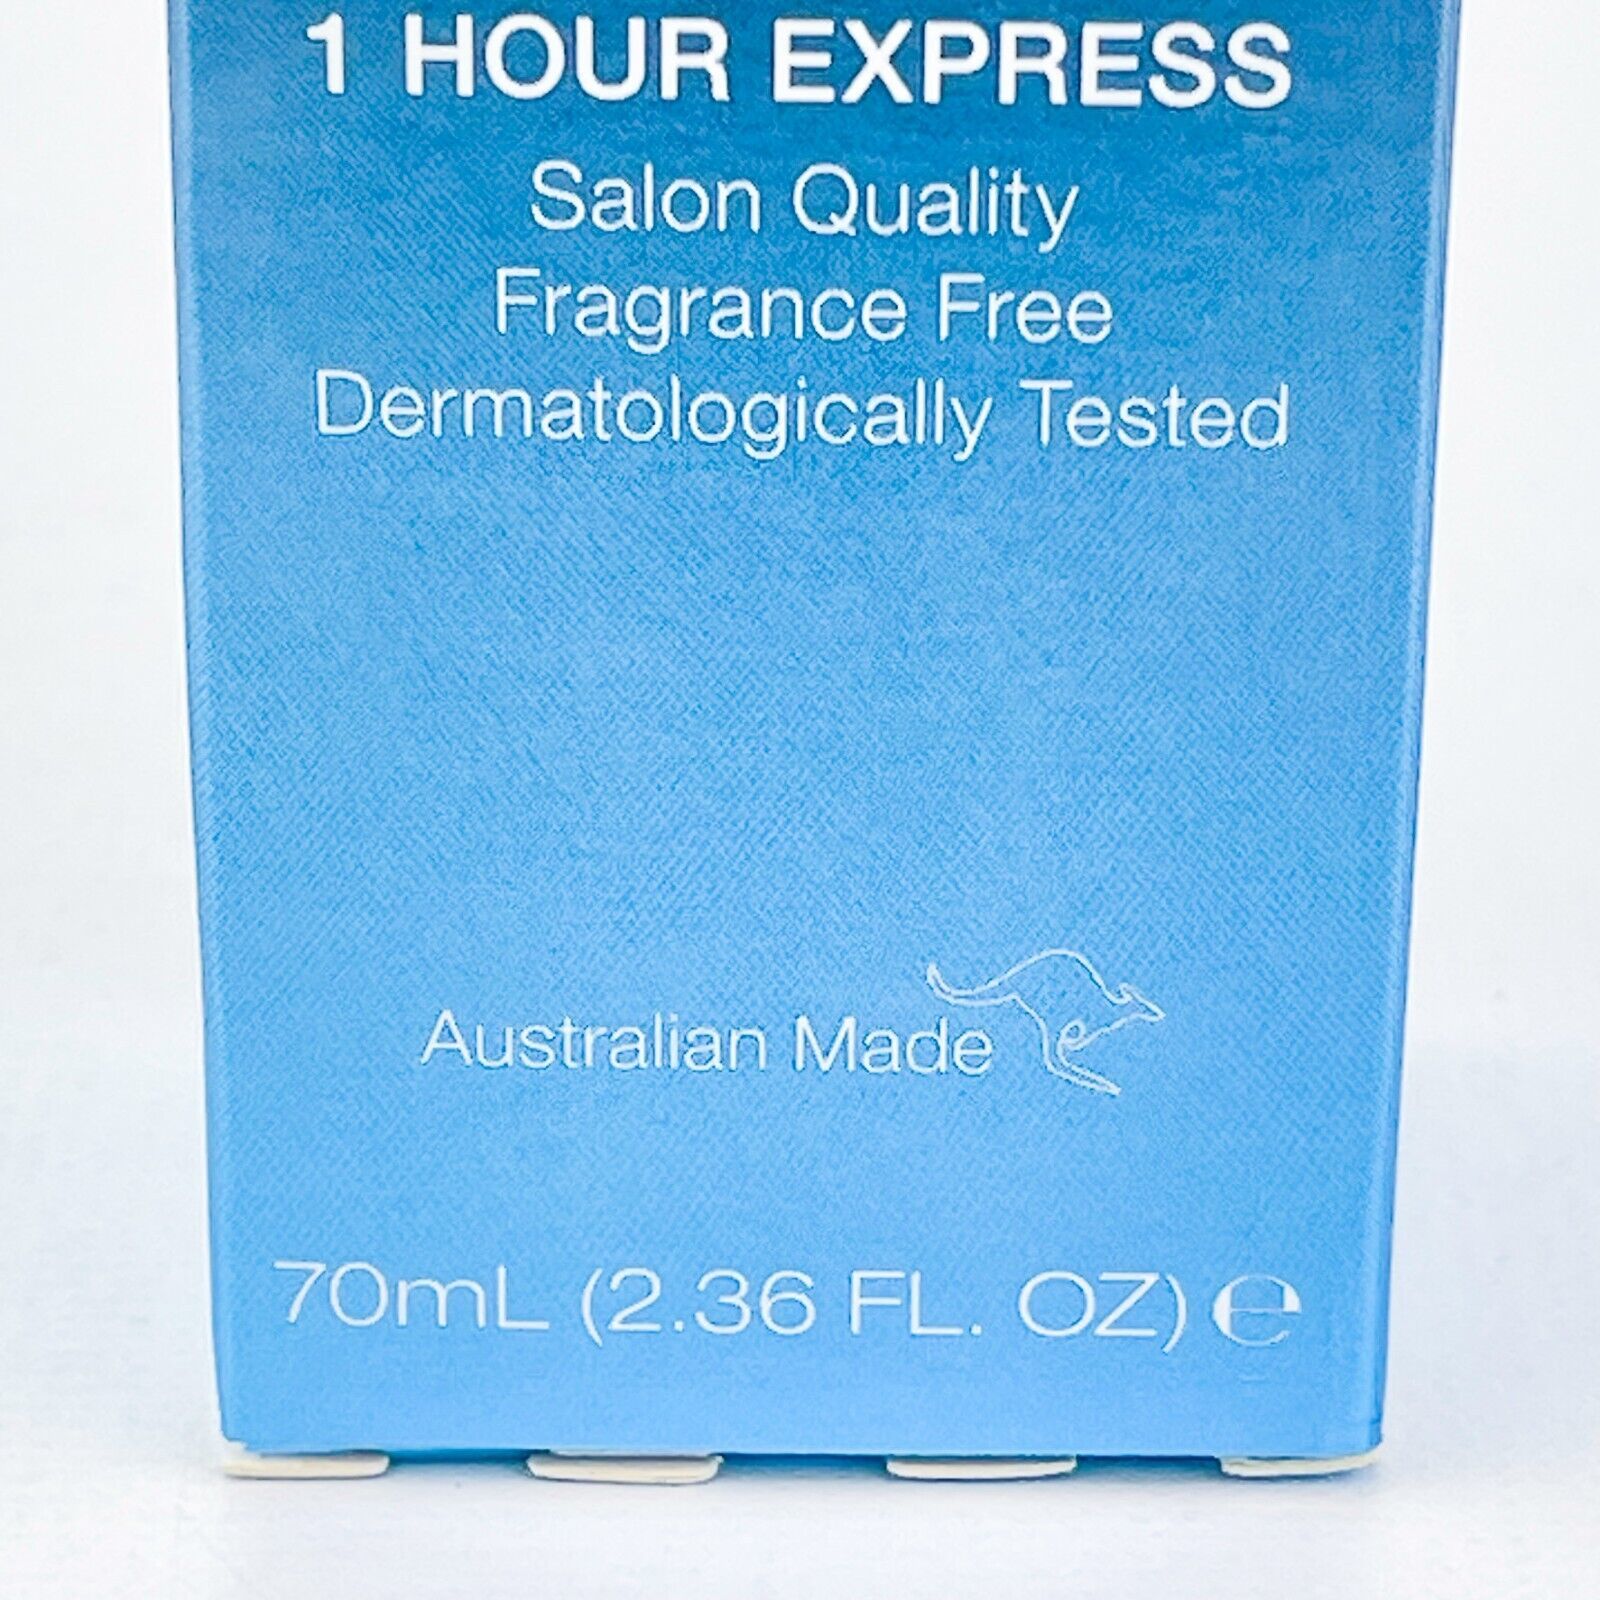 1 HOUR EXPRESS
Salon Quality
Fragrance Free
Dermatologically Tested
Australian Made
70mL (2.36 FL. OZ) ℮